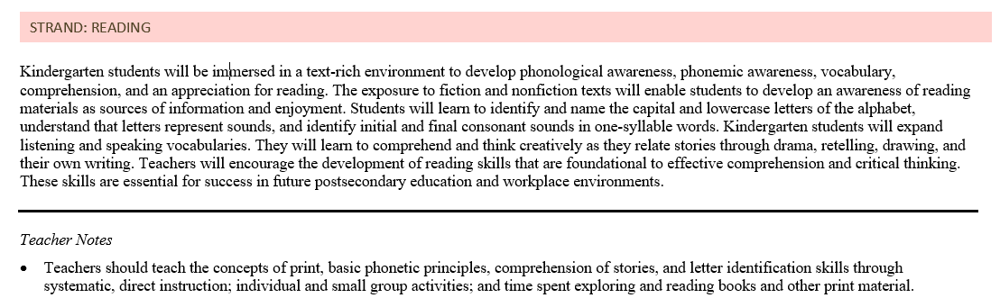 STRAND: READING
Kindergarten students will be immersed in a text-rich environment to develop phonological awareness, phonemic awareness, vocabulary,
comprehension, and an appreciation for reading. The exposure to fiction and nonfiction texts will enable students to develop an awareness of reading
materials as sources of information and enjoyment. Students will learn to identify and name the capital and lowercase letters of the alphabet,
understand that letters represent sounds, and identify initial and final consonant sounds in one-syllable words. Kindergarten students will expand
listening and speaking vocabularies. They will learn to comprehend and think creatively as they relate stories through drama, retelling, drawing, and
their own writing. Teachers will encourage the development of reading skills that are foundational to effective comprehension and critical thinking.
These skills are essential for success in future postsecondary education and workplace environments.
Teacher Notes
• Teachers should teach the concepts of print, basic phonetic principles, comprehension of stories, and letter identification skills through
systematic, direct instruction; individual and small group activities; and time spent exploring and reading books and other print material.